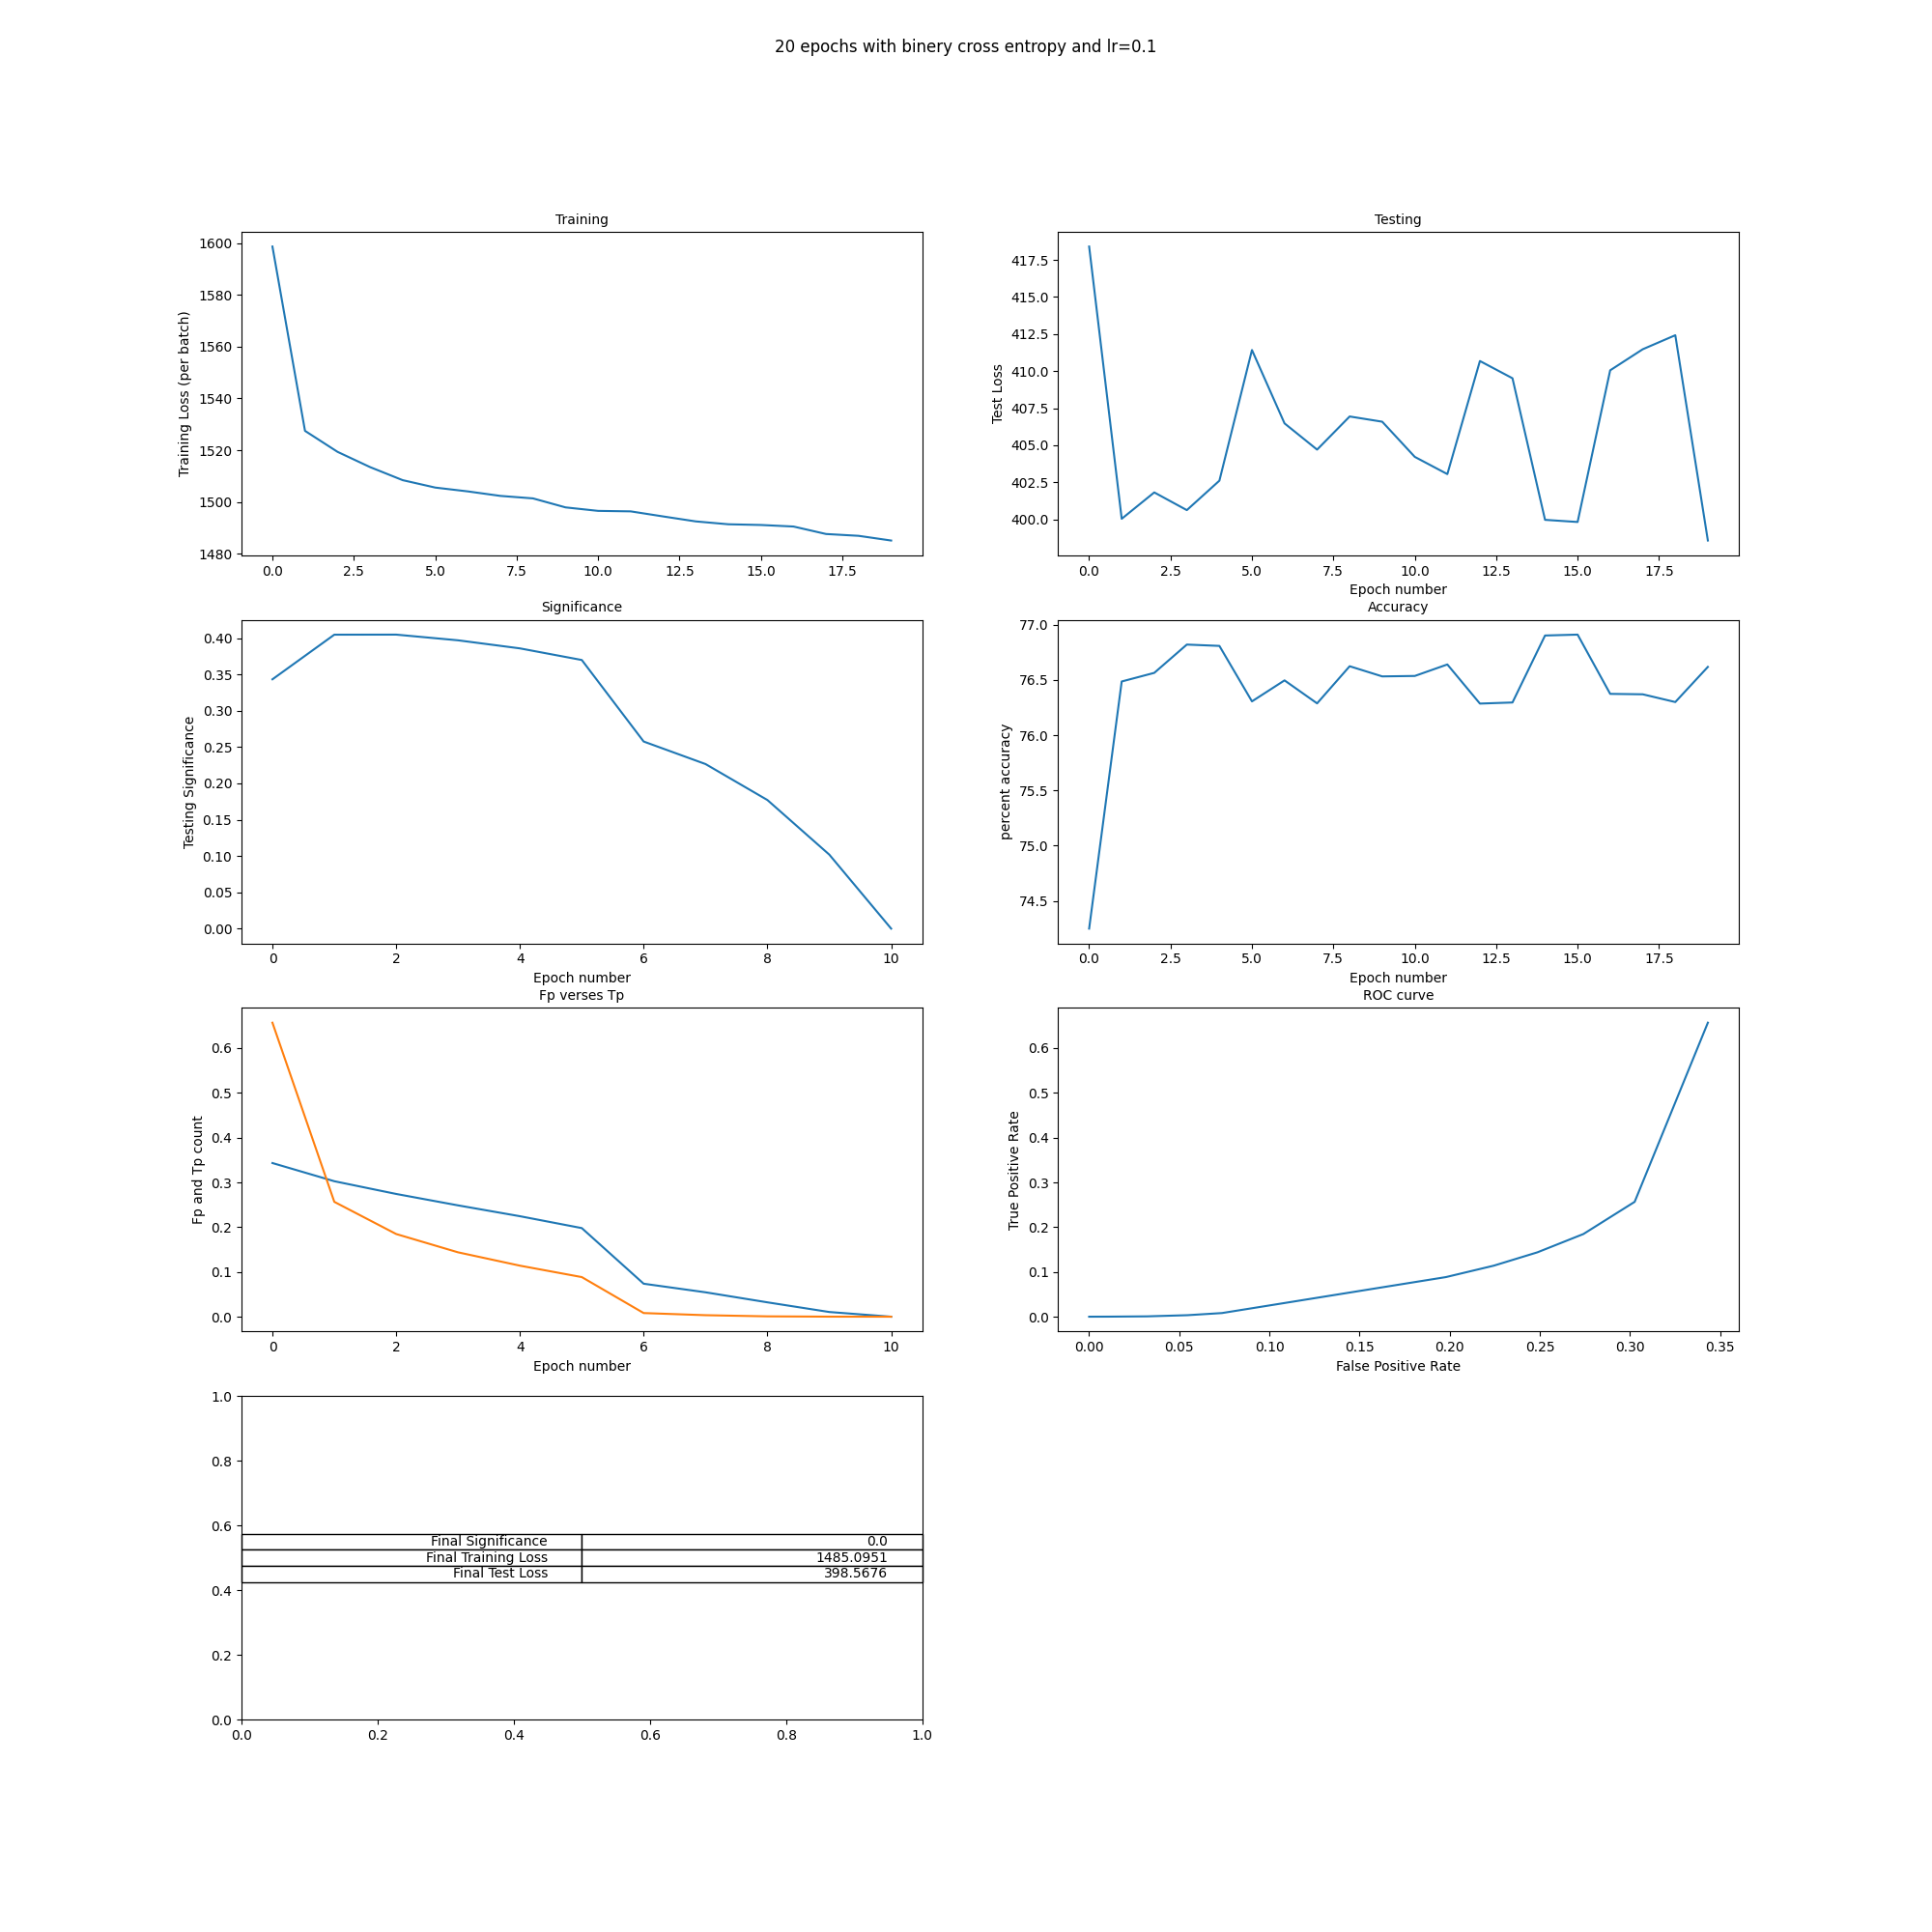 20 epochs with binery cross entropy and lr=0.1
Training
Training Loss (per batch)
1600
1580
1560
1540
1520
1500
1480
0.0 2.5 5.0 7.5 10.0 12.5 15.0 17.5
Testing
Test Loss
417.5
415.0
412.5
410.0
407.5
405.0
402.5
400.0
0.0 2.5 5.0 7.5 10.0 12.5 15.0 17.5
Epoch number
Significance
Testing Significance
0.40
0.35
0.30
0.25
0.20
0.15
0.10
0.05
0.00
0 2 4 6 8 10
Epoch number
Accuracy
percent accuracy
77.0
76.5
76.0
75.5
75.0
74.5
0.0 2.5 5.0 7.5 10.0 12.5 15.0 17.5
Epoch number
Fp verses Tp
Fp and Tp count
0.6
0.5
0.4
0.3
0.2
0.1
0.0
0 2 4 6 8 10
Epoch number
ROC curve
True Positive Rate
0.6
0.5
0.4
0.3
0.2
0.1
0.0
0.00 0.05 0.10 0.15 0.20 0.25 0.30 0.35
False Positive Rate
1.0
0.8
0.6
Final Significance 0.0
Final Training Loss 1485.0951
Final Test Loss 398.5676
0.4
0.2
0.0
0.0 0.2 0.4 0.6 0.8 1.0